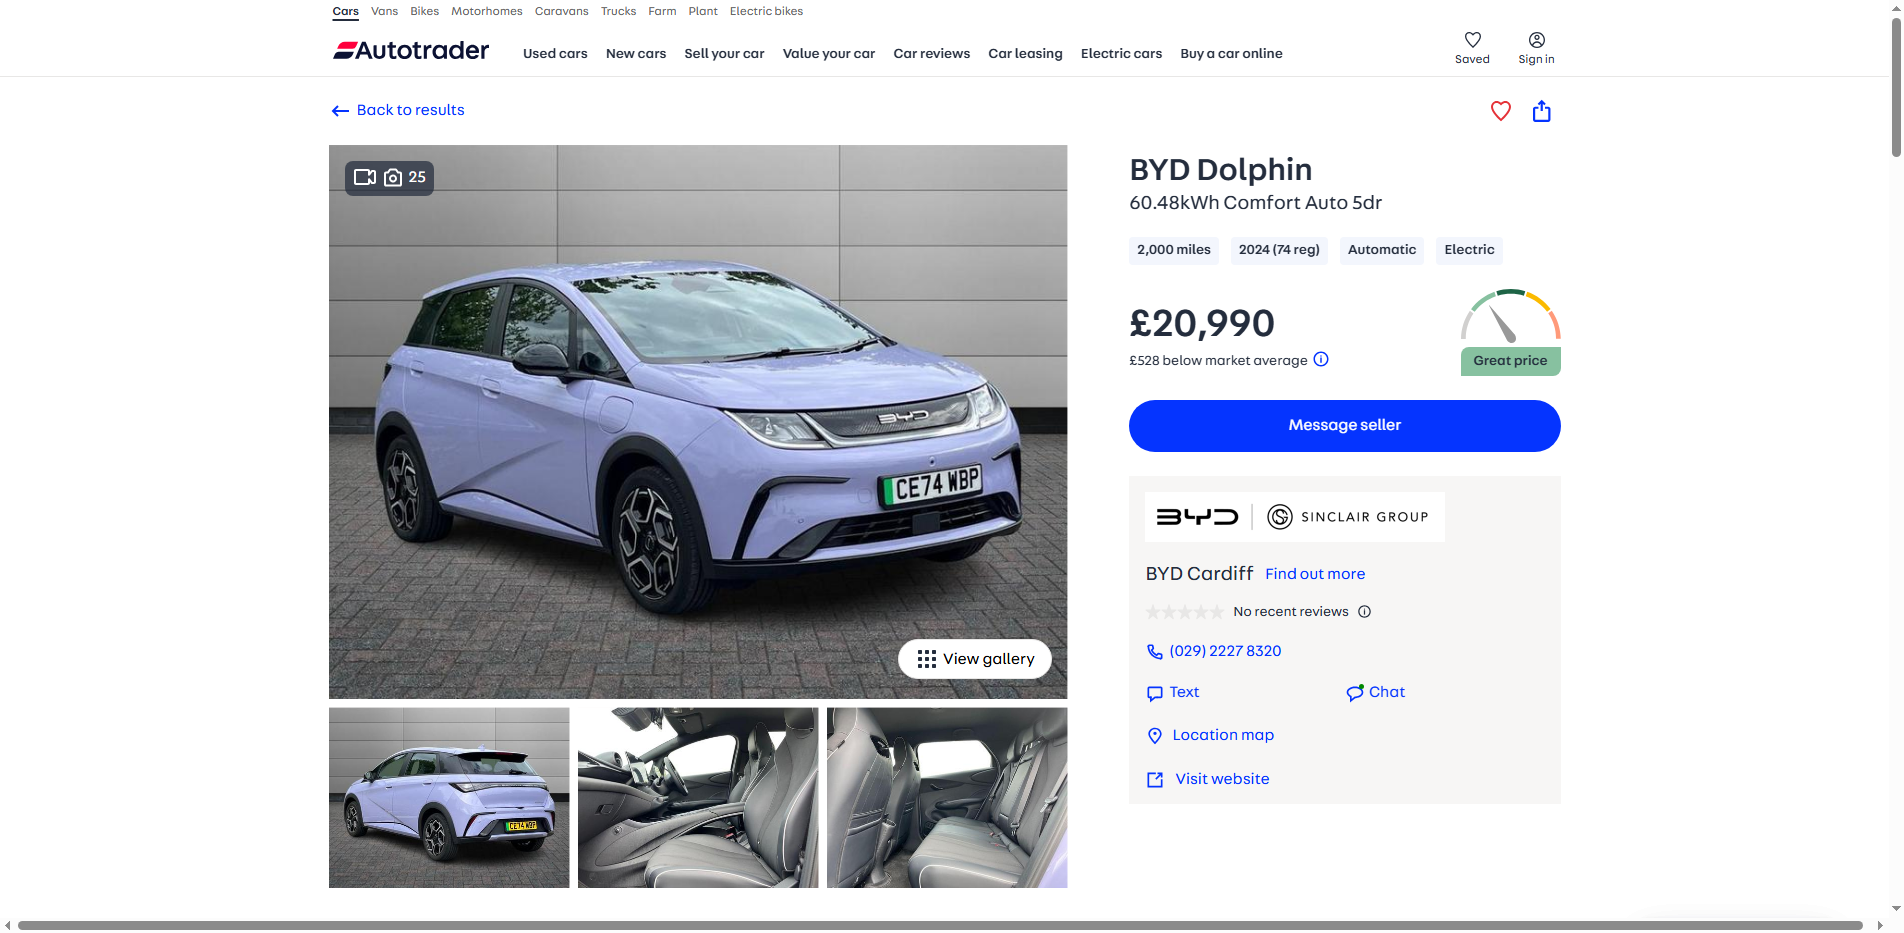 Cars Vans Bikes Motorhomes Caravans Trucks Farm Plant Electric bikes
Autotrader Used cars New cars Sell your car Value your car Car reviews Car leasing Electric cars Buy a car online Saved Sign in
Back to results
25
BYD
CE74 WBP
View gallery
CE74 WBP
BYD Dolphin
60.48kWh Comfort Auto 5dr
2,000 miles 2024 (74 reg) Automatic Electric
£20,990
£528 below market average
Great price
Message seller
BYD SINCLAIR GROUP
BYD Cardiff Find out more
No recent reviews
(029) 2227 8320
Text Chat
Location map
Visit website